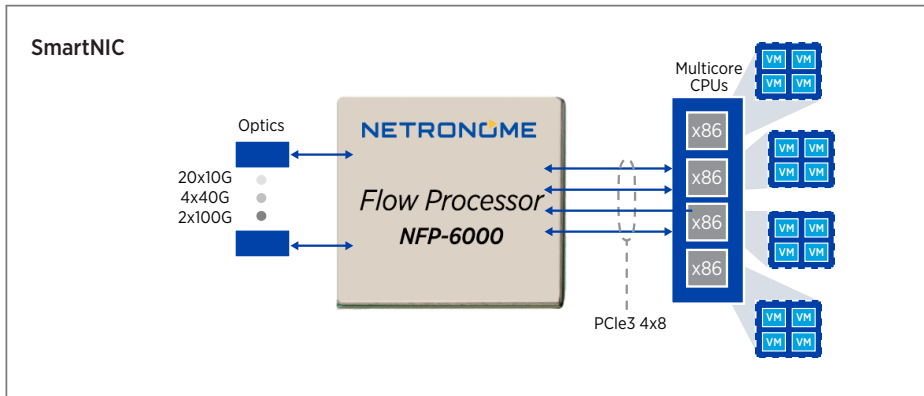 SmartNIC
Optics
20x10G
4x40G
2x100G
NETRONOME
Flow Processor
NFP-6000
PCIe3 4x8
Multicore
CPUs
x86
x86
x86
x86
VM VM
VM VM
VM VM
VM VM
VM VM
VM VM
VM VM
VM VM